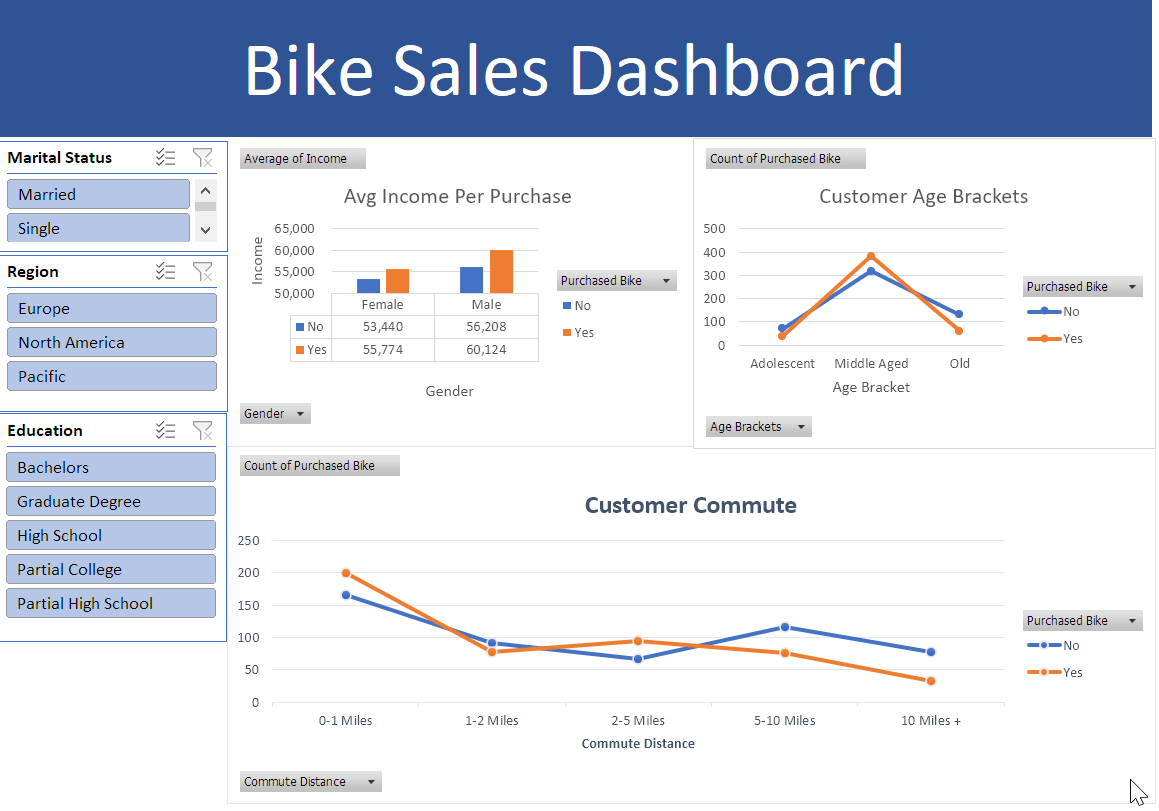 Bike Sales Dashboard
Marital Status
Married
Single
Region
Europe
North America
Pacific
Education
Bachelors
Graduate Degree
High School
Partial College
Partial High School
Average of Income
Avg Income Per Purchase
Income
65,000
60,000
55,000
50,000
Female Male
No 53,440 56,208
Yes 55,774 60,124
Gender
Purchased Bike
No
Yes
Gender
Count of Purchased Bike
Customer Age Brackets
500
400
300
200
100
0
Adolescent Middle Aged Old
Age Bracket
Purchased Bike
No
Yes
Age Brackets
Count of Purchased Bike
Customer Commute
250
200
150
100
50
0
0-1 Miles 1-2 Miles 2-5 Miles 5-10 Miles 10 Miles +
Commute Distance
Purchased Bike
No
Yes
Commute Distance